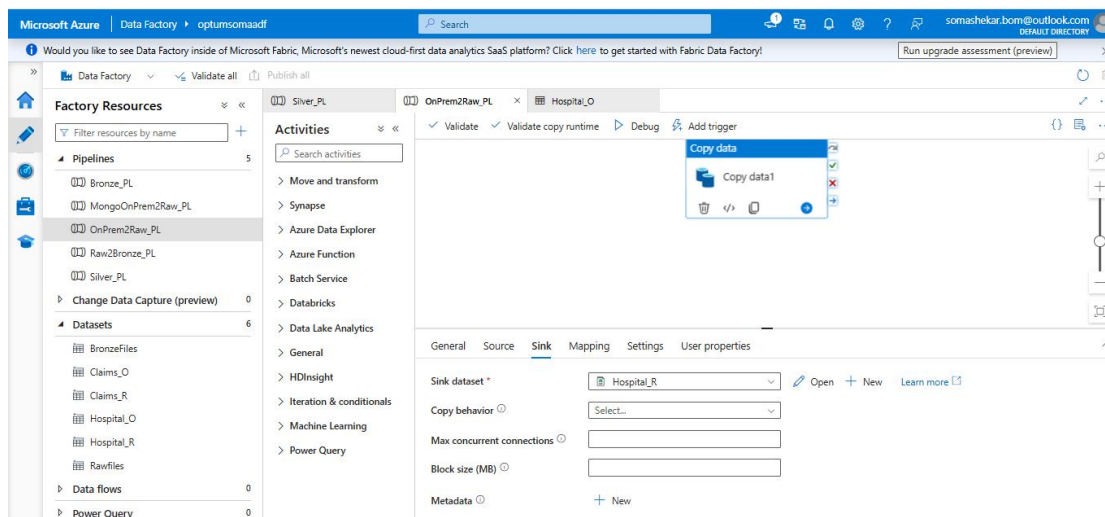 Microsoft Azure | Data Factory ▸ optumsomaadf
Search
1
somashekar.bom@outlook.com
DEFAULT DIRECTORY
Would you like to see Data Factory inside of Microsoft Fabric, Microsoft's newest cloud-first data analytics SaaS platform? Click here to get started with Fabric Data Factory!
Run upgrade assessment (preview)
Data Factory
Validate all
Publish all
Factory Resources
Filter resources by name
Pipelines 5
Bronze_PL
MongoOnPrem2Raw_PL
OnPrem2Raw_PL
Raw2Bronze_PL
Silver_PL
Change Data Capture (preview) 0
Datasets 6
BronzeFiles
Claims_O
Claims_R
Hospital_O
Hospital_R
Rawfiles
Data flows 0
Power Query 0
Silver_PL
OnPrem2Raw_PL
Hospital_O
Activities
Search activities
Move and transform
Synapse
Azure Data Explorer
Azure Function
Batch Service
Databricks
Data Lake Analytics
General
HDInsight
Iteration & conditionals
Machine Learning
Power Query
Validate
Validate copy runtime
Debug
Add trigger
Copy data
Copy data1
General
Source
Sink
Mapping
Settings
User properties
Sink dataset *
Hospital_R
Open
New
Learn more
Copy behavior
Select...
Max concurrent connections
Block size (MB)
Metadata
New